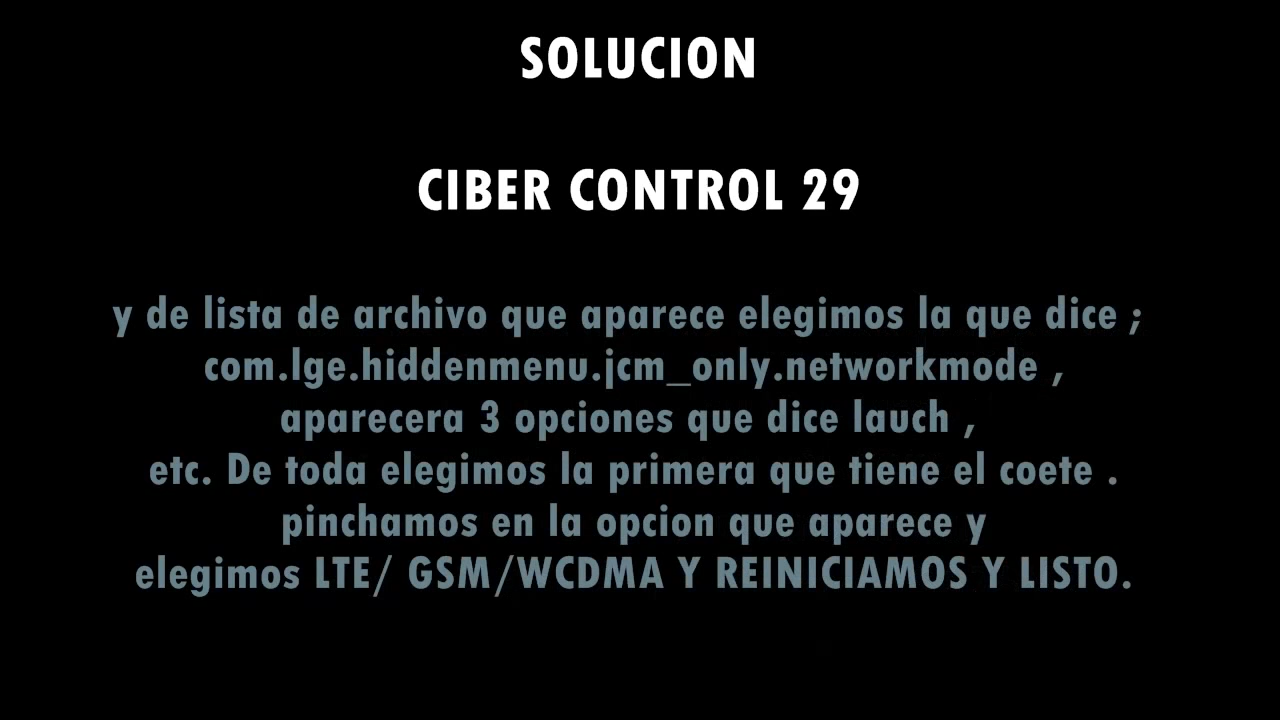 SOLUCION
CIBER CONTROL 29
y de lista de archivo que aparece elegimos la que dice ;
com.lge.hiddenmenu.jcm_only.networkmode ,
aparecera 3 opciones que dice lauch ,
etc. De toda elegimos la primera que tiene el coete .
pinchamos en la opcion que aparece y
elegimos LTE/ GSM/WCDMA Y REINICIAMOS Y LISTO.